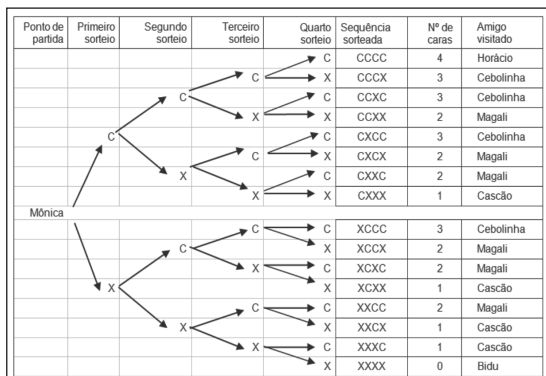 Ponto de partida Primeiro sorteio Segundo sorteio Terceiro sorteio Quarto sorteio Sequência sorteada Nº de caras Amigo visitado
C CCCC 4 Horácio
C X CCCX 3 Cebolinha
C C CCXC 3 Cebolinha
X X CCXX 2 Magali
C C CXCC 3 Cebolinha
C X CXCX 2 Magali
X C CXXC 2 Magali
X X CXXX 1 Cascão
Mônica
C C XCCC 3 Cebolinha
C X XCCX 2 Magali
X C XCXC 2 Magali
X X XCXX 1 Cascão
C C XXCC 2 Magali
X X XXCX 1 Cascão
X C XXXC 1 Cascão
X XXXX 0 Bidu